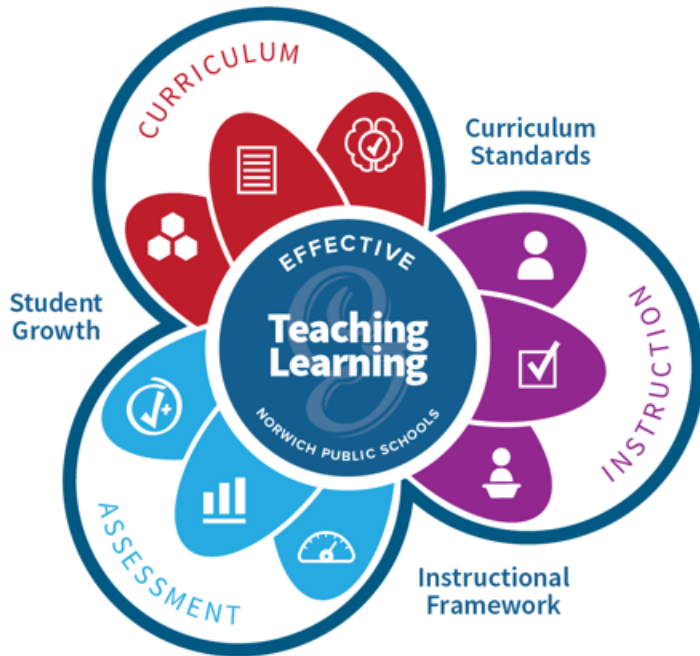 CURRICULUM
Curriculum
Standards
EFFECTIVE
&
Teaching
Learning
NORWICH PUBLIC SCHOOLS
Student
Growth
INSTRUCTION
ASSESSMENT
Instructional
Framework